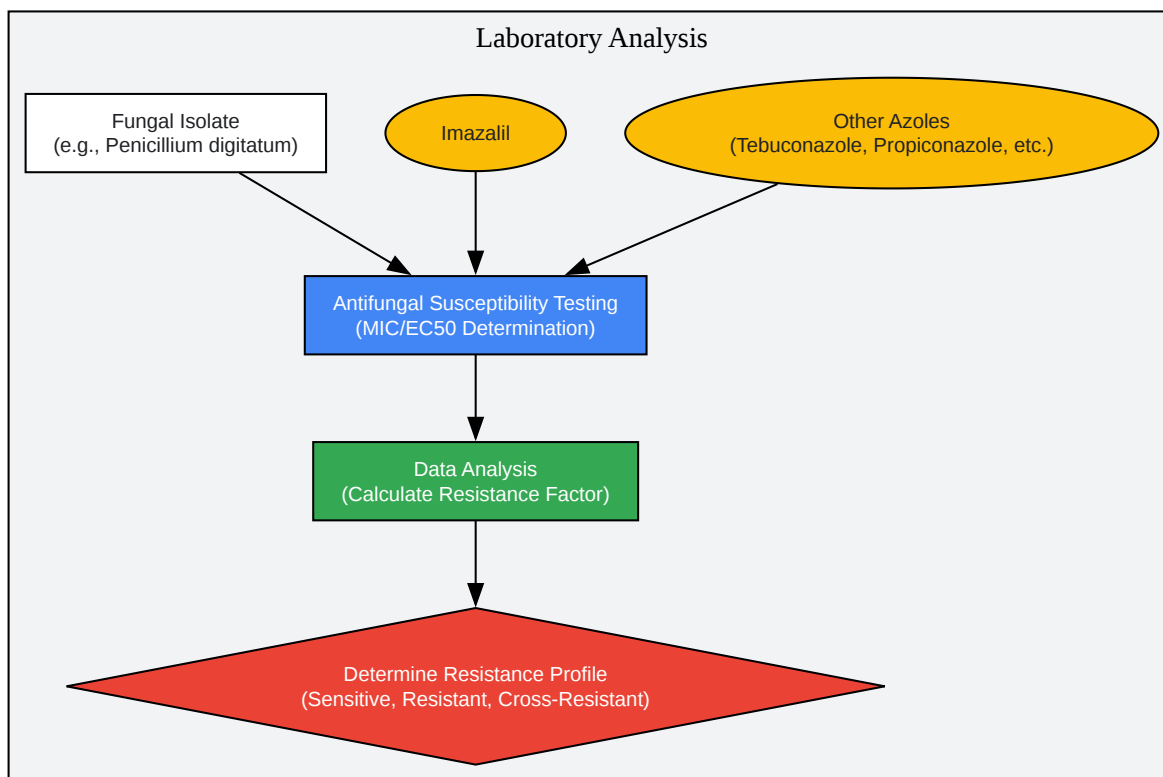 Laboratory Analysis
Fungal Isolate
(e.g., Penicillium digitatum)
Imazalil
Other Azoles
(Tebuconazole, Propiconazole, etc.)
Antifungal Susceptibility Testing
(MIC/EC50 Determination)
Data Analysis
(Calculate Resistance Factor)
Determine Resistance Profile
(Sensitive, Resistant, Cross-Resistant)